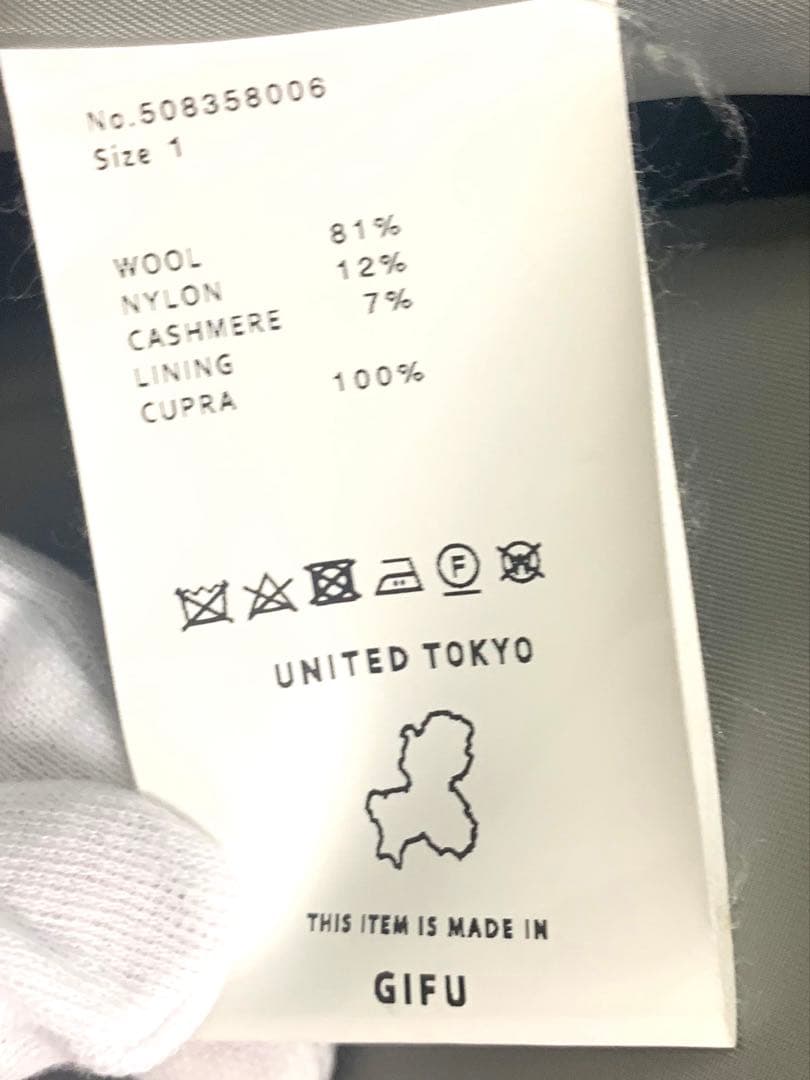 No.508358006
Size 1
WOOL 81%
NYLON 12%
CASHMERE 7%
LINING
CUPRA 100%
F
W
UNITED TOKYO
THIS ITEM IS MADE IN
GIFU